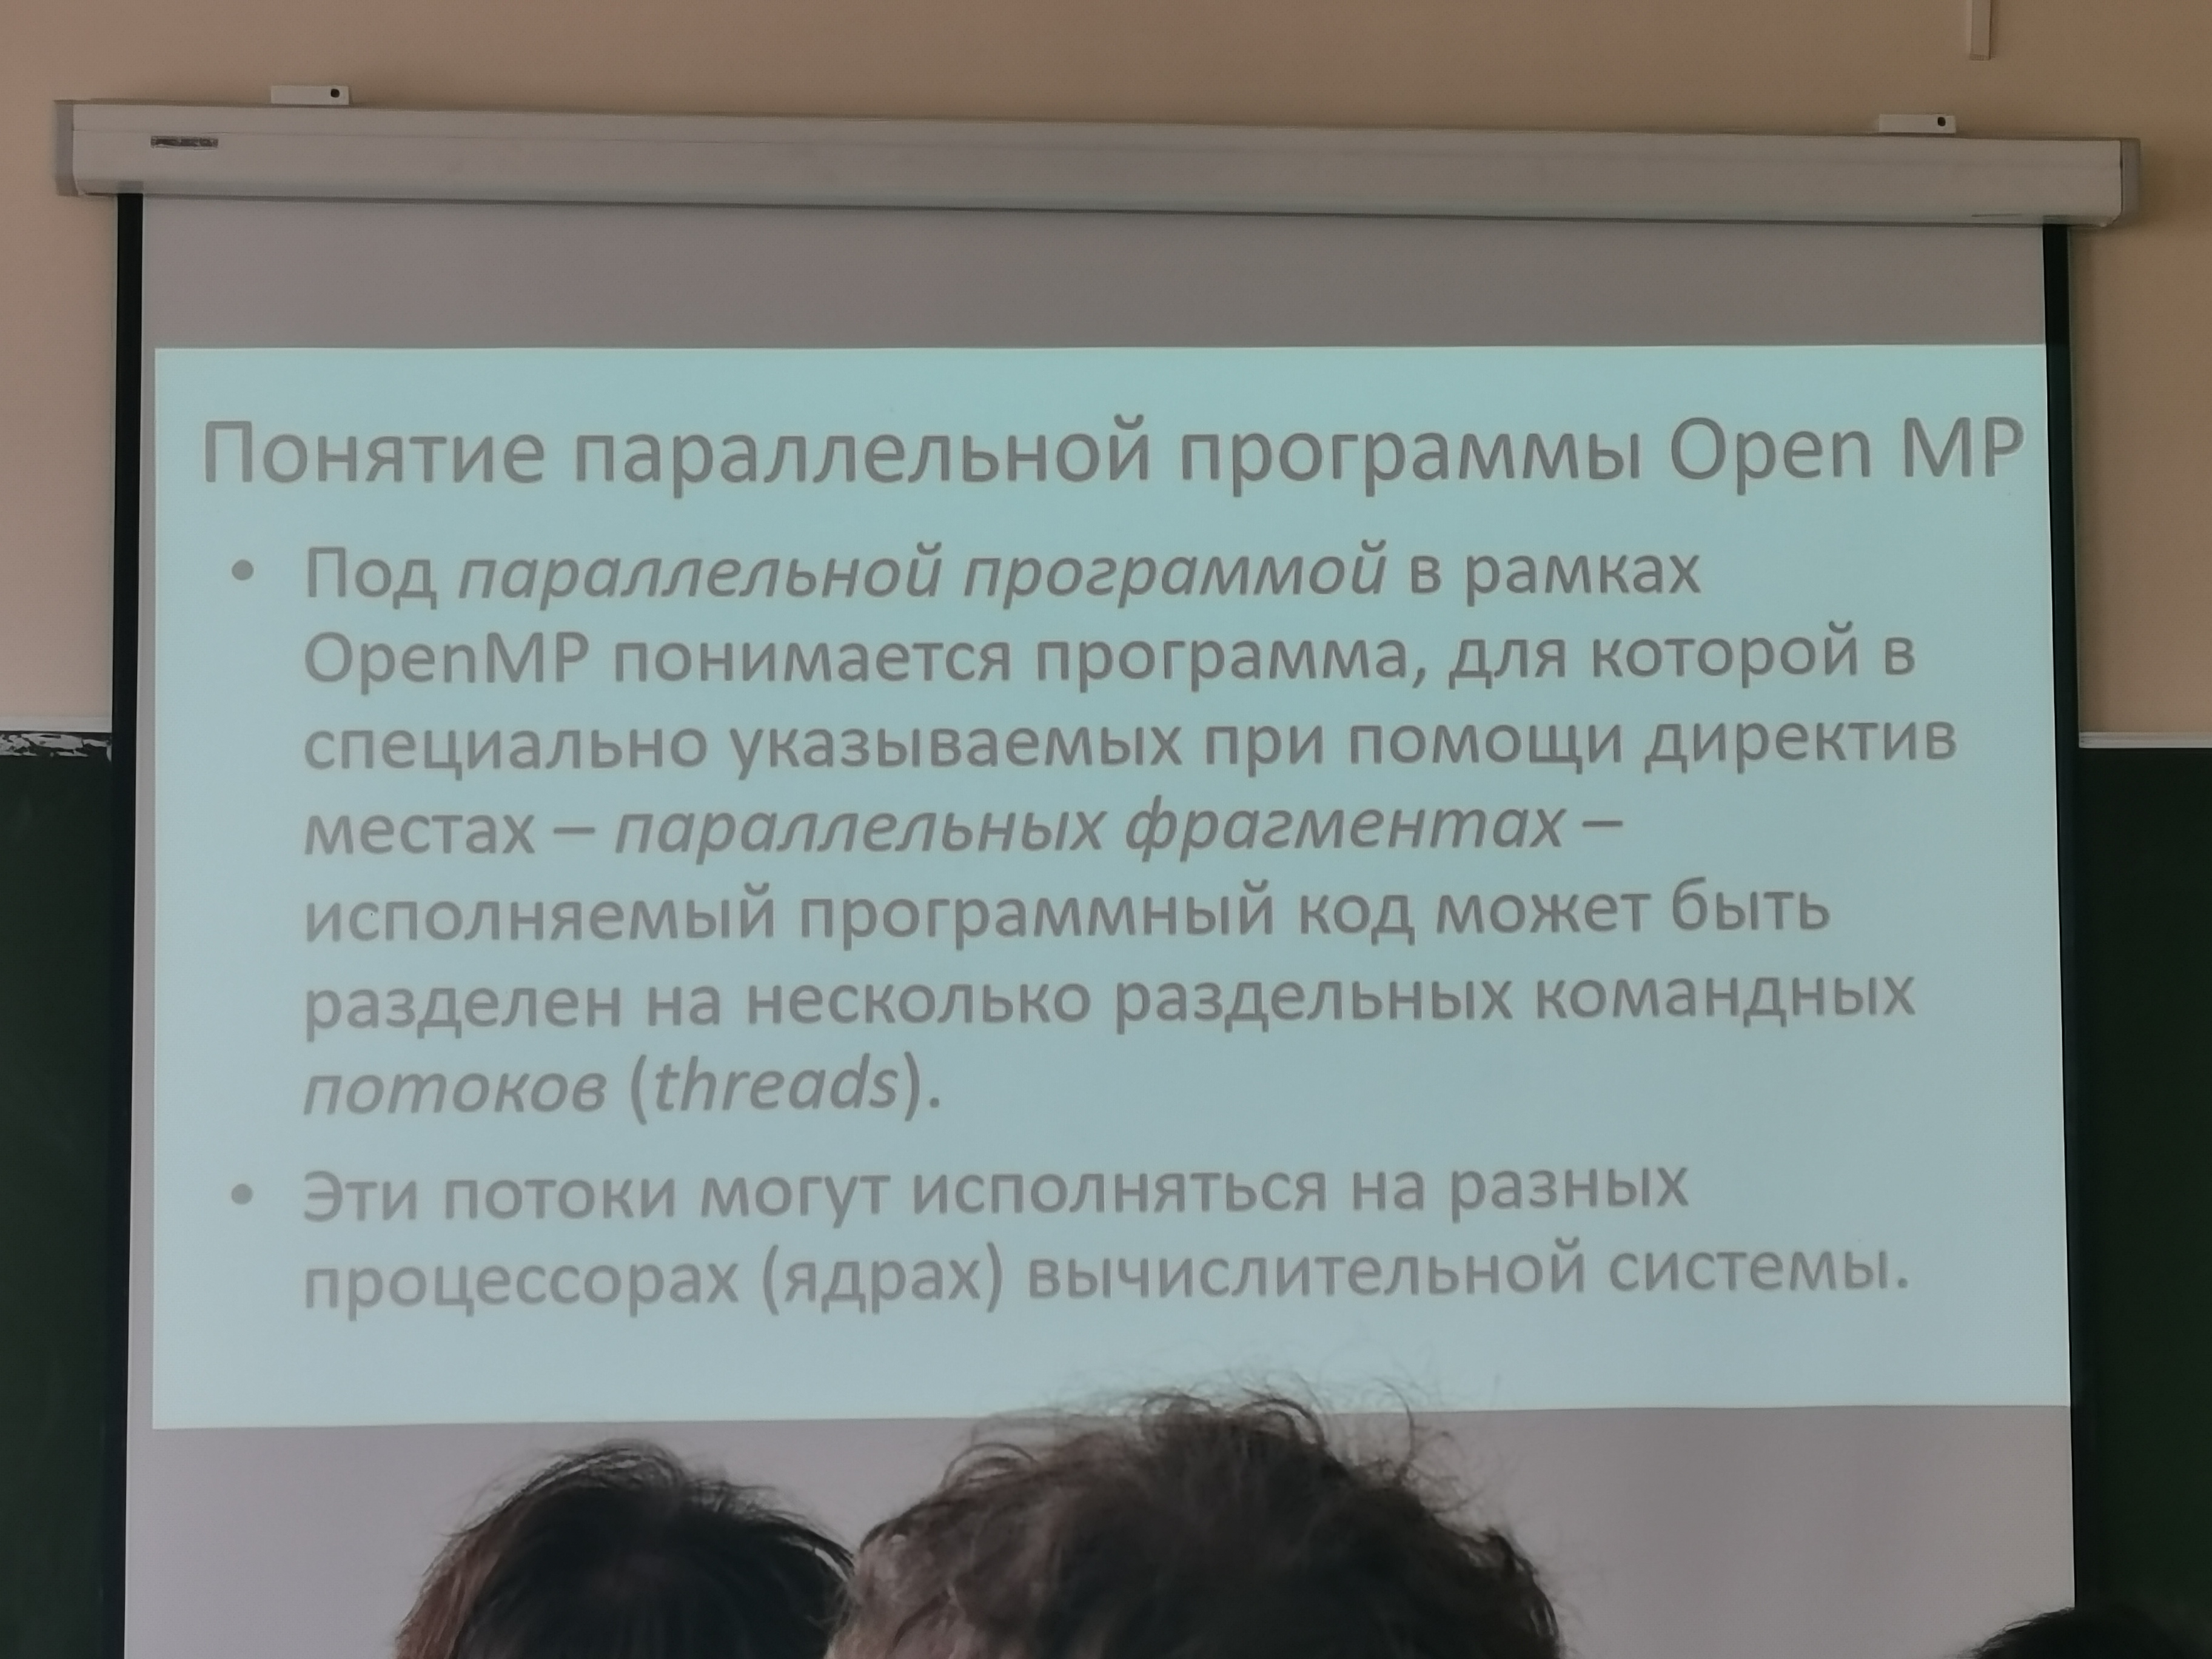 Понятие параллельной программы Open MP
• Под параллельной программой в рамках
OpenMP понимается программа, для которой в
специально указываемых при помощи директив
местах – параллельных фрагментах –
исполняемый программный код может быть
разделен на несколько раздельных командных
потоков (threads).
• Эти потоки могут исполняться на разных
процессорах (ядрах) вычислительной системы.